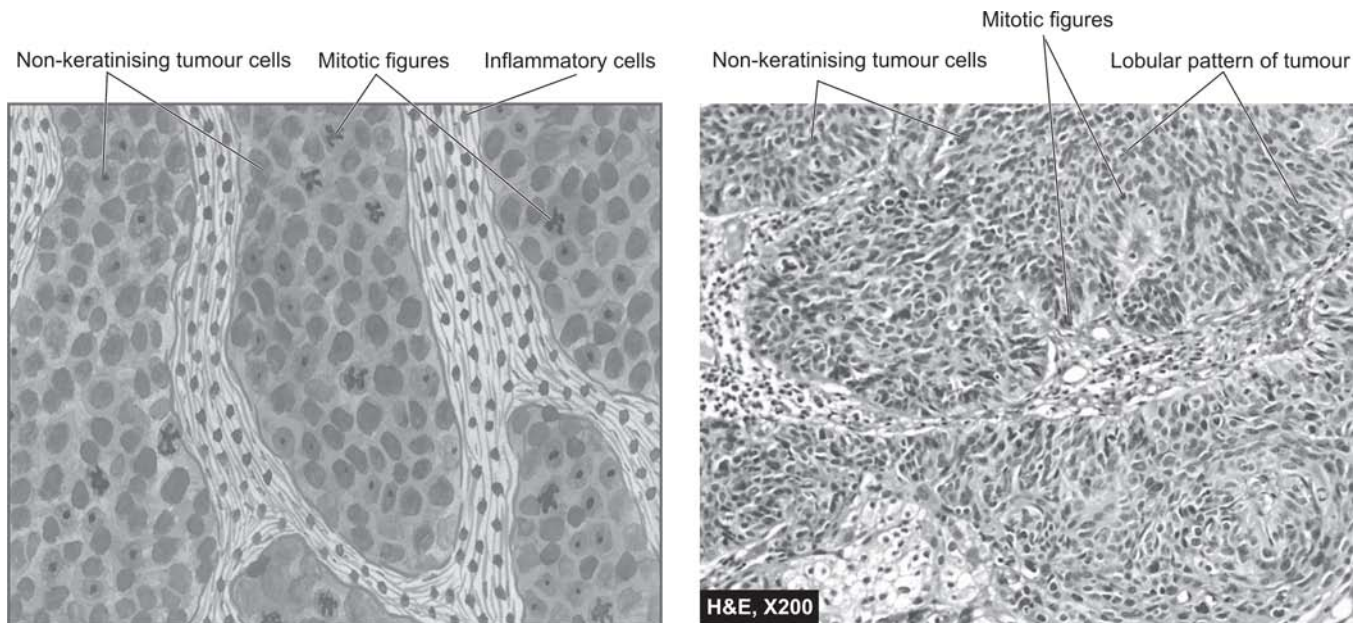 Non-keratinising tumour cells
Mitotic figures
Inflammatory cells
Mitotic figures
Non-keratinising tumour cells
Lobular pattern of tumour
H&E, X200